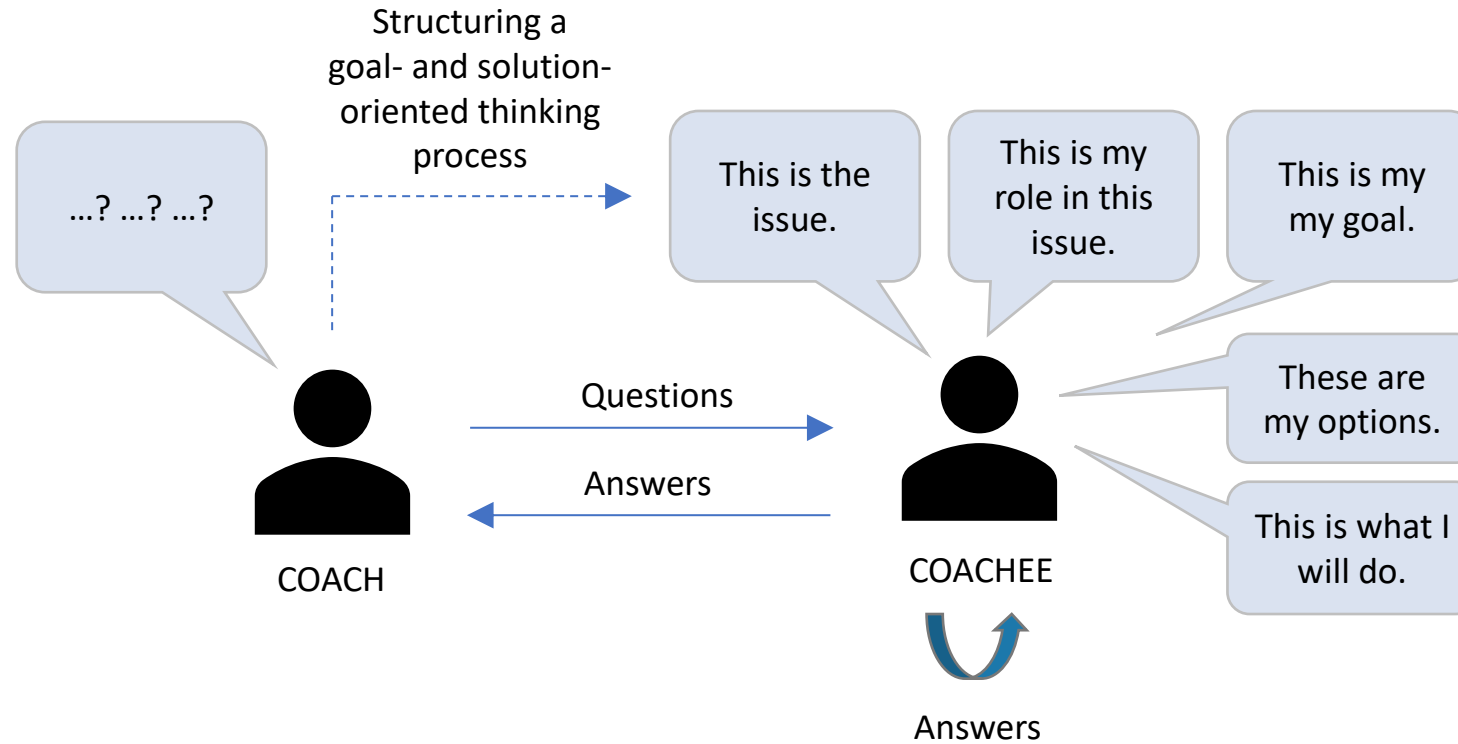 Structuring a
goal- and solution-
oriented thinking
process
...? ...? ...?
This is the
issue.
This is my
role in this
issue.
This is my
my goal.
These are
my options.
This is what I
will do.
Questions
Answers
COACH
COACHEE
Answers